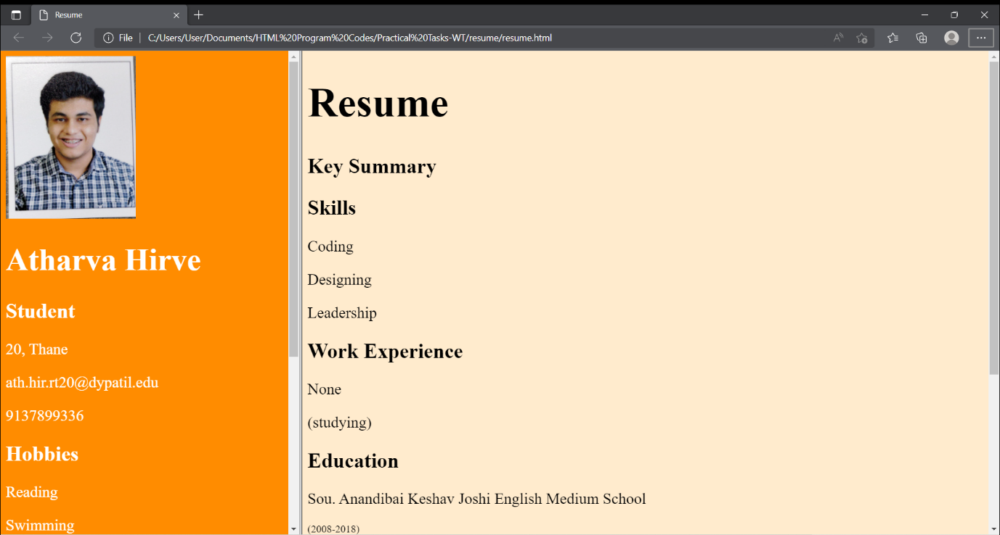 Resume
File
C:/Users/User/Documents/HTML%20Program%20Codes/Practical%20Tasks-WT/resume/resume.html
Atharva Hirve
Student
20, Thane
ath.hir.rt20@dypatil.edu
9137899336
Hobbies
Reading
Swimming
Resume
Key Summary
Skills
Coding
Designing
Leadership
Work Experience
None
(studying)
Education
Sou. Anandibai Keshav Joshi English Medium School
(2008-2018)